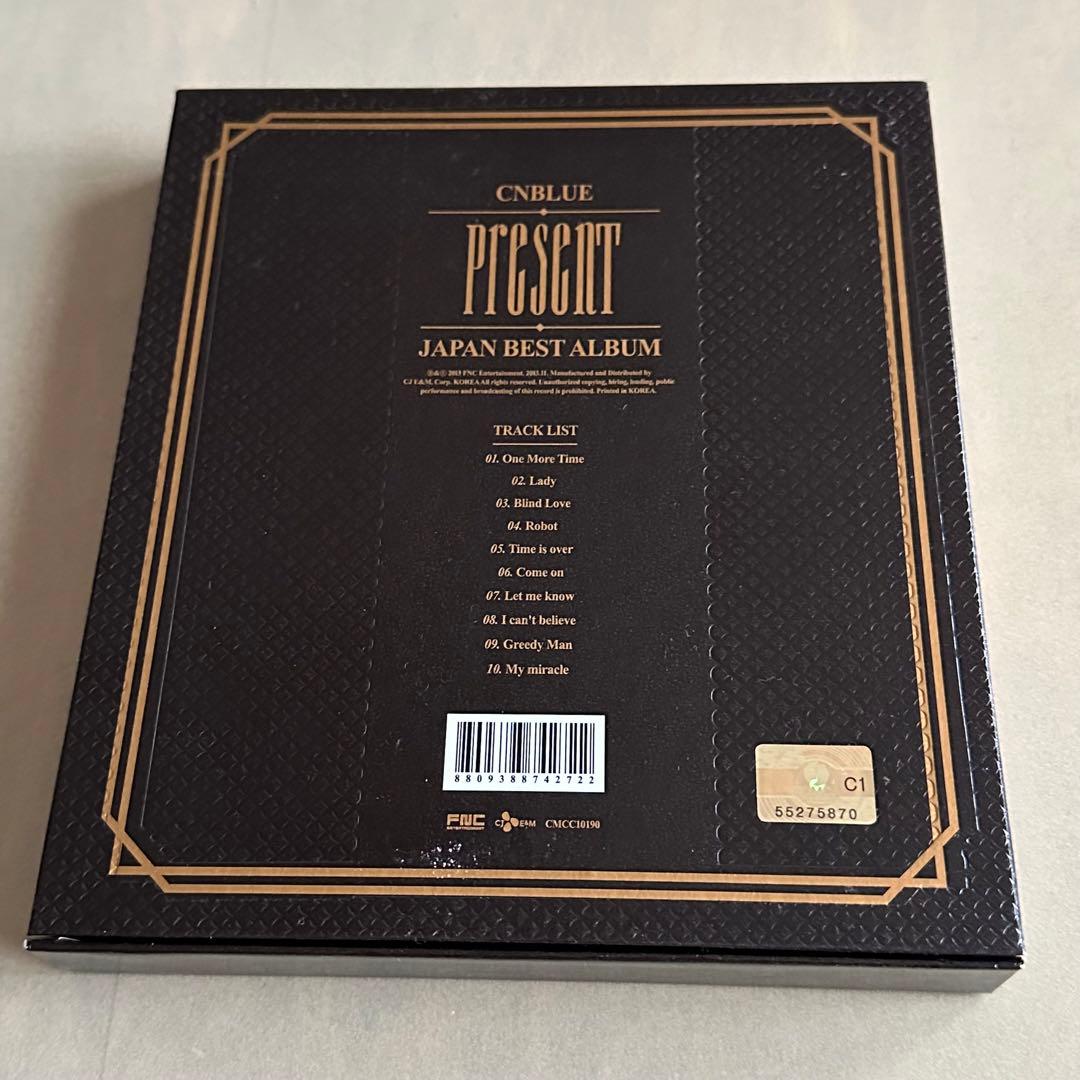 CNBLUE
PresenT
JAPAN BEST ALBUM
Ⓟ&Ⓒ 2013 FNC Entertainment. 2013.11. Manufactured and Distributed by
CJ E&M, Corp. KOREA All rights reserved. Unauthorized copying, hiring, lending, public
performance and broadcasting of this record is prohibited. Printed in KOREA.
TRACK LIST
01. One More Time
02. Lady
03. Blind Love
04. Robot
05. Time is over
06. Come on
07. Let me know
08. I can't believe
09. Greedy Man
10. My miracle
8809388742722
C1
55275870
FNC
ENTERTAINMENT
CJ E&M
CMCC10190